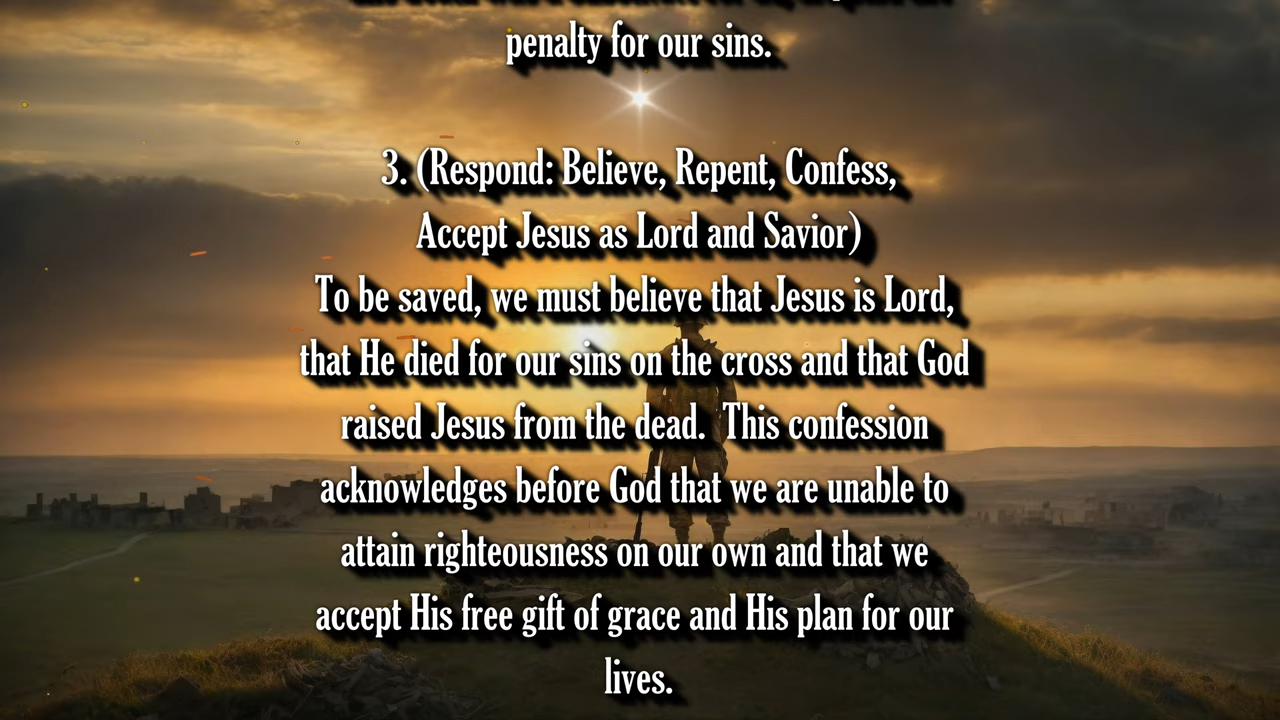 penalty for our sins.
3. (Respond: Believe, Repent, Confess,
Accept Jesus as Lord and Savior)
To be saved, we must believe that Jesus is Lord,
that He died for our sins on the cross and that God
raised Jesus from the dead.  This confession
acknowledges before God that we are unable to
attain righteousness on our own and that we
accept His free gift of grace and His plan for our
lives.